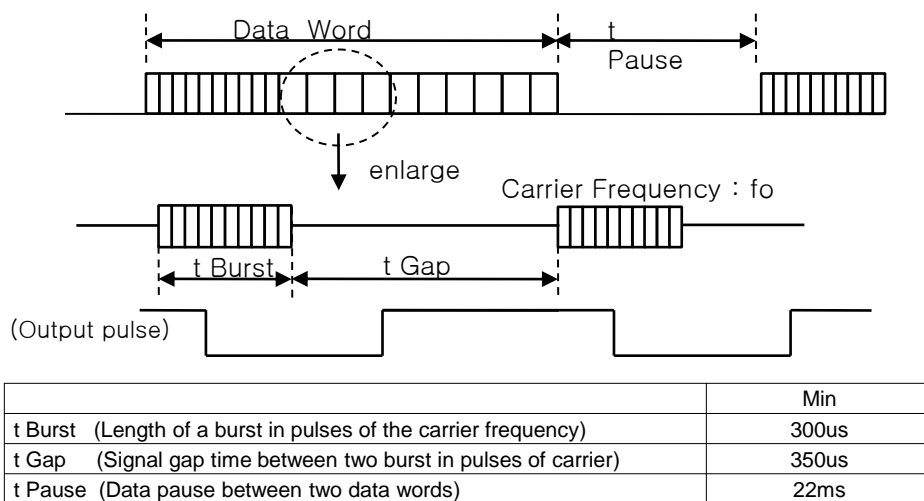 Data Word
t
Pause
enlarge
Carrier Frequency : fo
t Burst
t Gap
(Output pulse)
Min
t Burst (Length of a burst in pulses of the carrier frequency) 300us
t Gap (Signal gap time between two burst in pulses of carrier) 350us
t Pause (Data pause between two data words) 22ms